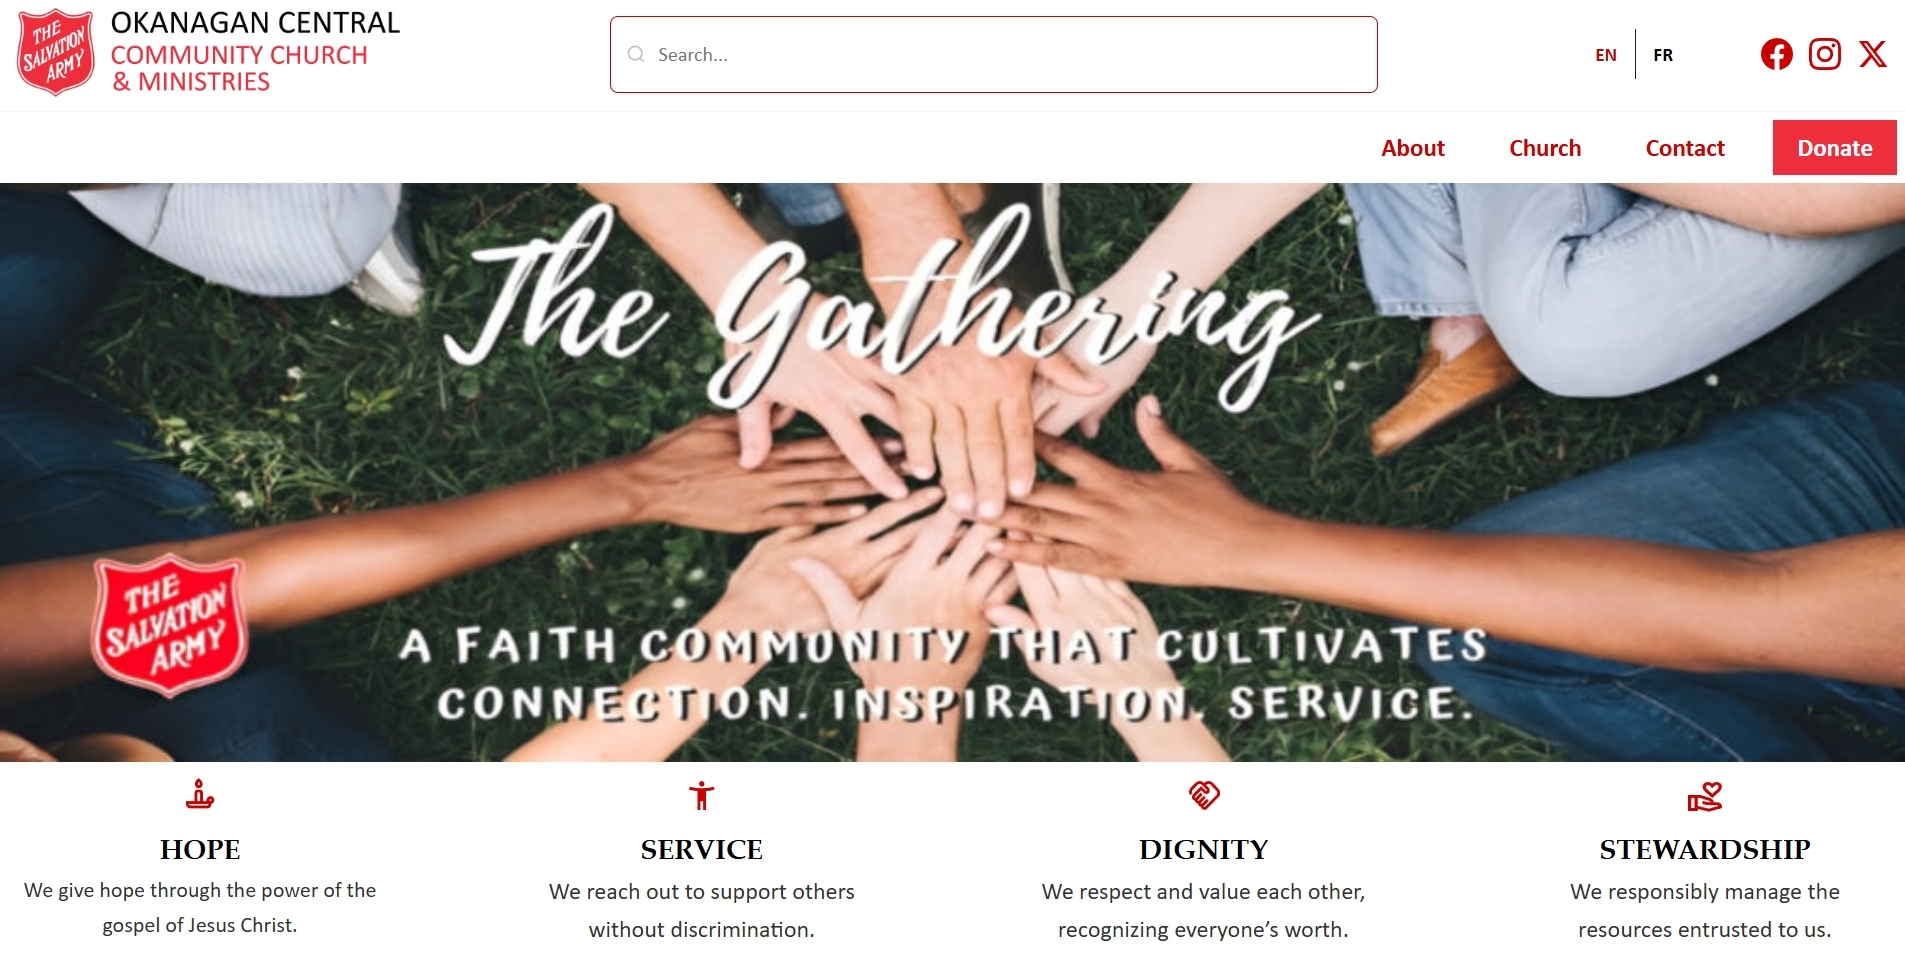 THE
SALVATION
ARMY
OKANAGAN CENTRAL
COMMUNITY CHURCH
& MINISTRIES
Search...
EN
FR
About
Church
Contact
Donate
The Gathering
THE
SALVATION
ARMY
A FAITH COMMUNITY THAT CULTIVATES
CONNECTION. INSPIRATION. SERVICE.
HOPE
We give hope through the power of the
gospel of Jesus Christ.
SERVICE
We reach out to support others
without discrimination.
DIGNITY
We respect and value each other,
recognizing everyone’s worth.
STEWARDSHIP
We responsibly manage the
resources entrusted to us.